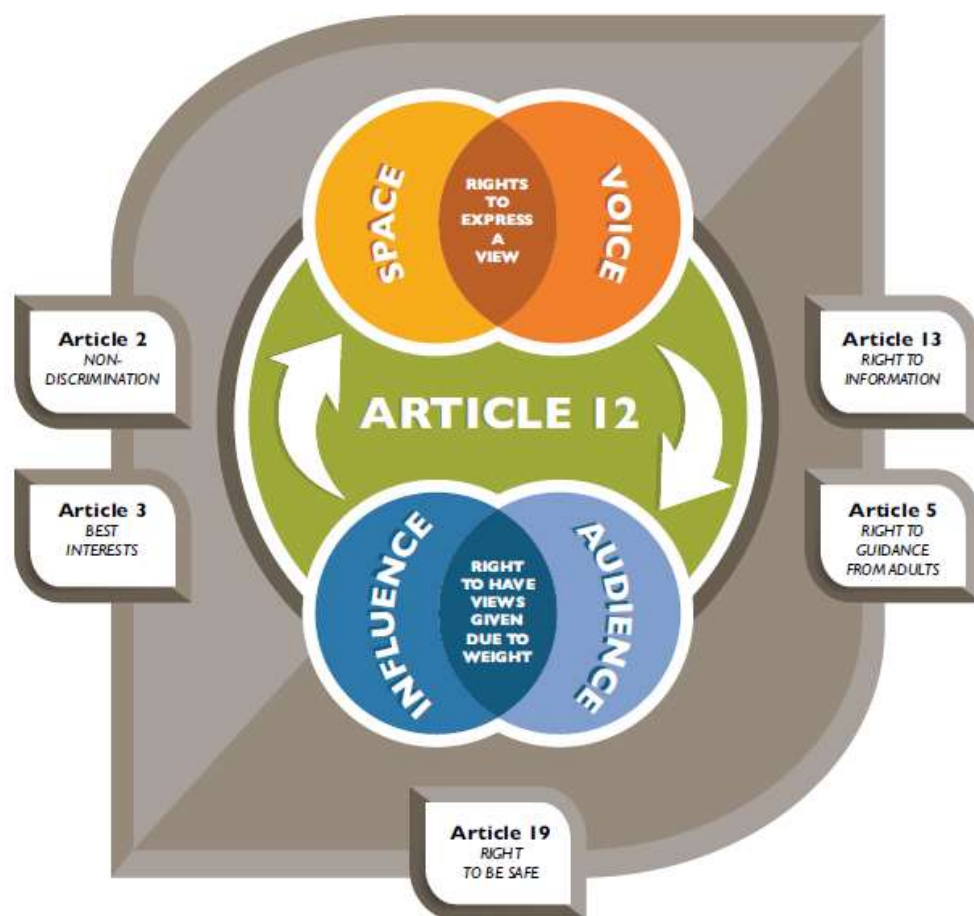 SPACE
RIGHTS
TO
EXPRESS
A
VIEW
VOICE
Article 2
NON-
DISCRIMINATION
Article 13
RIGHT TO
INFORMATION
ARTICLE 12
Article 3
BEST
INTERESTS
Article 5
RIGHT TO
GUIDANCE
FROM ADULTS
INFLUENCE
RIGHT
TO HAVE
VIEWS
GIVEN
DUE TO
WEIGHT
AUDIENCE
Article 19
RIGHT
TO BE SAFE